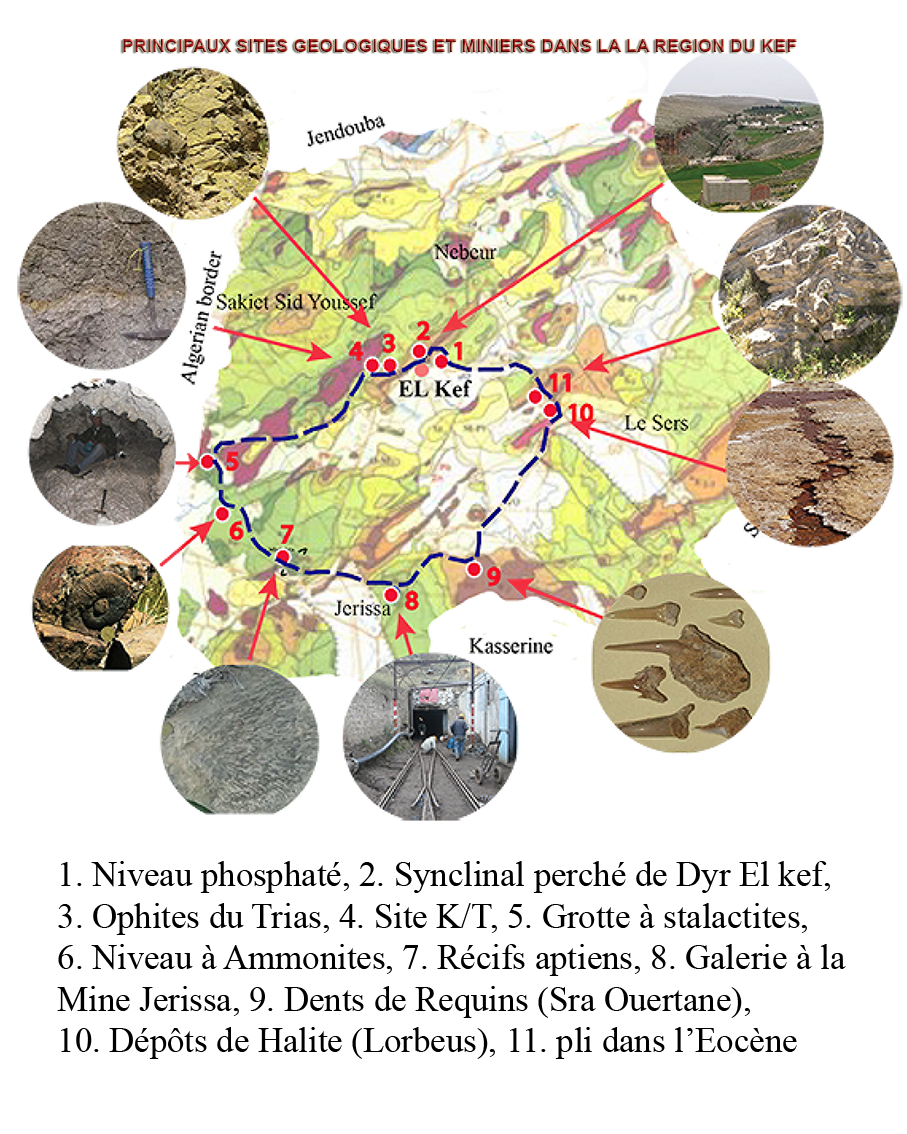 PRINCIPAUX SITES GEOLOGIQUES ET MINIERS DANS LA LA REGION DU KEF
Jendouba
Nebeur
Algerian border
Sakiet Sid Youssef
2
4
3
1
EL Kef
11
10
Le Sers
5
6
7
S
9
8
Jerissa
Kasserine
1. Niveau phosphaté, 2. Synclinal perché de Dyr El kef,
3. Ophites du Trias, 4. Site K/T, 5. Grotte à stalactites,
6. Niveau à Ammonites, 7. Récifs aptiens, 8. Galerie à la
Mine Jerissa, 9. Dents de Requins (Sra Ouertane),
10. Dépôts de Halite (Lorbeus), 11. pli dans l’Eocène